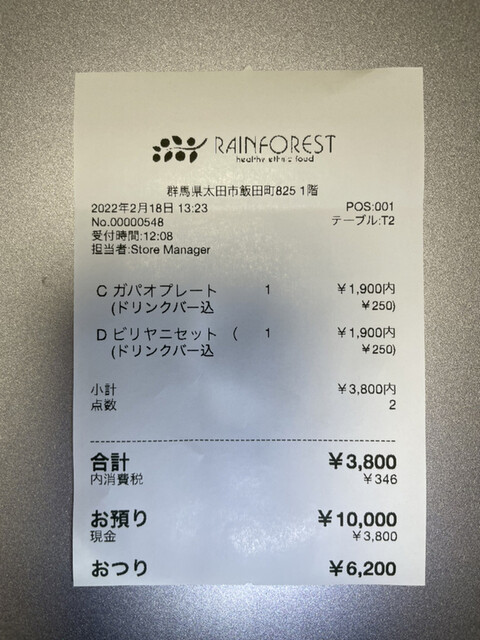 RAINFOREST
healthy ethnic food
群馬県太田市飯田町825 1階
2022年2月18日 13:23 POS:001
No.00000548 テーブル:T2
受付時間:12:08
担当者:Store Manager
C ガパオプレート 1 ¥1,900内
(ドリンクバー込 ¥250)
D ビリヤニセット ( 1 ¥1,900内
(ドリンクバー込 ¥250)
小計 ¥3,800内
点数 2
合計 ¥3,800
内消費税 ¥346
お預り ¥10,000
現金 ¥3,800
おつり ¥6,200